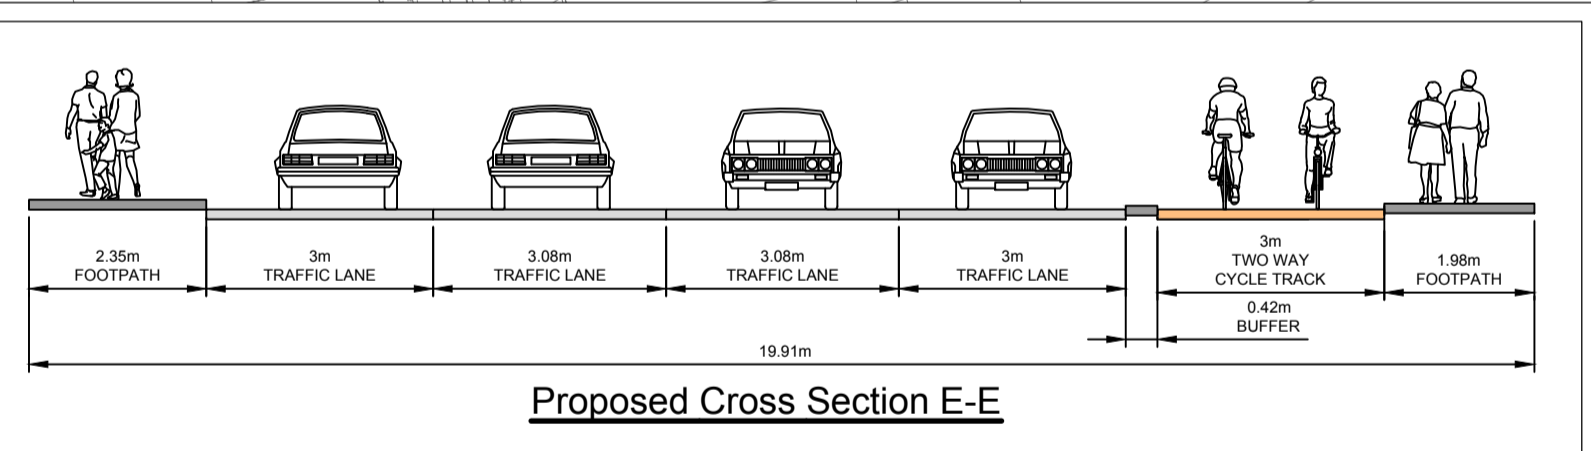 2.35m
FOOTPATH
3m
TRAFFIC LANE
3.08m
TRAFFIC LANE
3.08m
TRAFFIC LANE
3m
TRAFFIC LANE
3m
TWO WAY
CYCLE TRACK
1.98m
FOOTPATH
0.42m
BUFFER
19.91m
Proposed Cross Section E-E